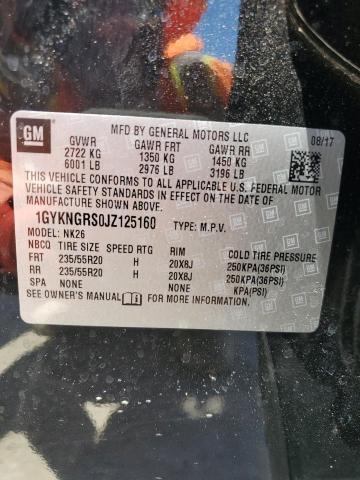 GM
MFD BY GENERAL MOTORS LLC
08/17
GVWR GAWR FRT GAWR RR
2722 KG 1350 KG 1450 KG
6001 LB 2976 LB 3196 LB
THIS VEHICLE CONFORMS TO ALL APPLICABLE U.S. FEDERAL
MOTOR VEHICLE SAFETY, BUMPER, AND THEFT PREVENTION
STANDARDS IN EFFECT ON THE DATE OF
MANUFACTURE SHOWN ABOVE.
1GYKNGRS0JZ125160 TYPE: M.P.V.
MODEL: NK26
NBCQ TIRE SIZE SPEED RTG RIM COLD TIRE PRESSURE
FRT 235/55R20 H 20X8J 250KPA(36PSI)
RR 235/55R20 H 20X8J 250KPA(36PSI)
SPA NONE NONE KPA(PSI)
SEE OWNER'S MANUAL FOR MORE INFORMATION.